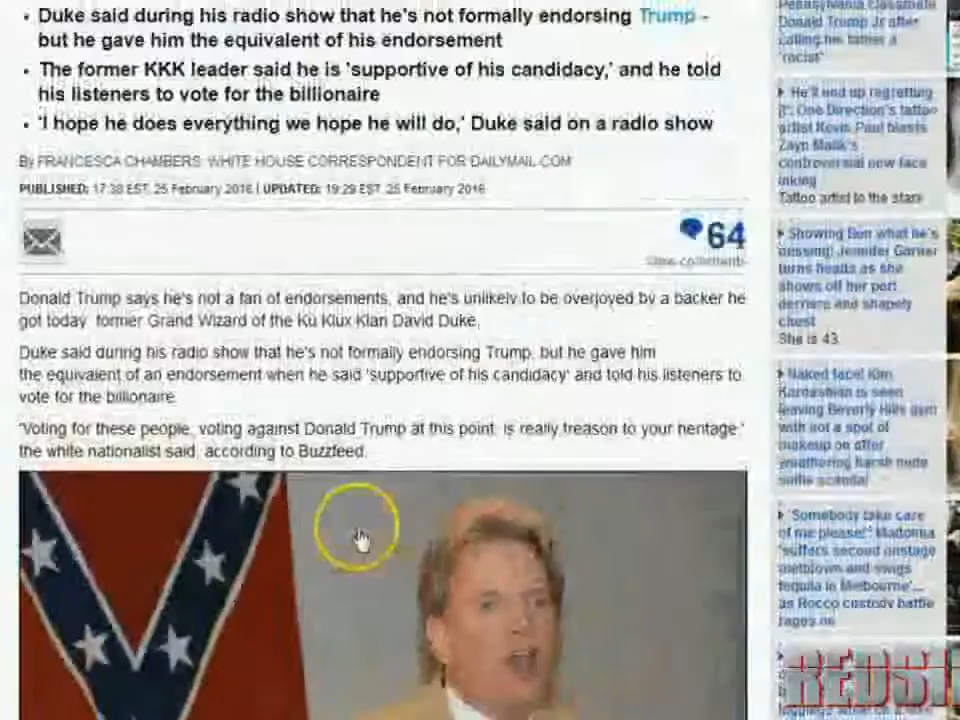 Duke said during his radio show that he's not formally endorsing Trump -
but he gave him the equivalent of his endorsement
The former KKK leader said he is 'supportive of his candidacy,' and he told
his listeners to vote for the billionaire
'I hope he does everything we hope he will do,' Duke said on a radio show
By FRANCESCA CHAMBERS, WHITE HOUSE CORRESPONDENT FOR DAILYMAIL.COM
PUBLISHED: 17:38 EST, 25 February 2016 | UPDATED: 19:29 EST, 25 February 2016
64
View comments
Donald Trump says he's not a fan of endorsements, and he's unlikely to be overjoyed by a backer he
got today, former Grand Wizard of the Ku Klux Klan David Duke.
Duke said during his radio show that he's not formally endorsing Trump, but he gave him
the equivalent of an endorsement when he said 'supportive of his candidacy' and told his listeners to
vote for the billionaire.
'Voting for these people, voting against Donald Trump at this point, is really treason to your heritage,'
the white nationalist said, according to Buzzfeed.
Pennsylvania classmate
Donald Trump Jr after
calling his father a
'racist'
He'll end up regretting
it': One Direction's tattoo
artist Kevin Paul blasts
Zayn Malik's
controversial new face
inking
Tattoo artist to the stars
Showing Ben what he's
missing! Jennifer Garner
turns heads as she
shows off her pert
derriere and shapely
chest
She is 43
Naked face! Kim
Kardashian is seen
leaving Beverly Hills gym
with not a spot of
makeup on after
weathering harsh nude
selfie scandal
'Somebody take care
of me please!': Madonna
'suffers second onstage
meltdown and swigs
tequila in Melbourne'...
as Rocco custody battle
rages on
REDST